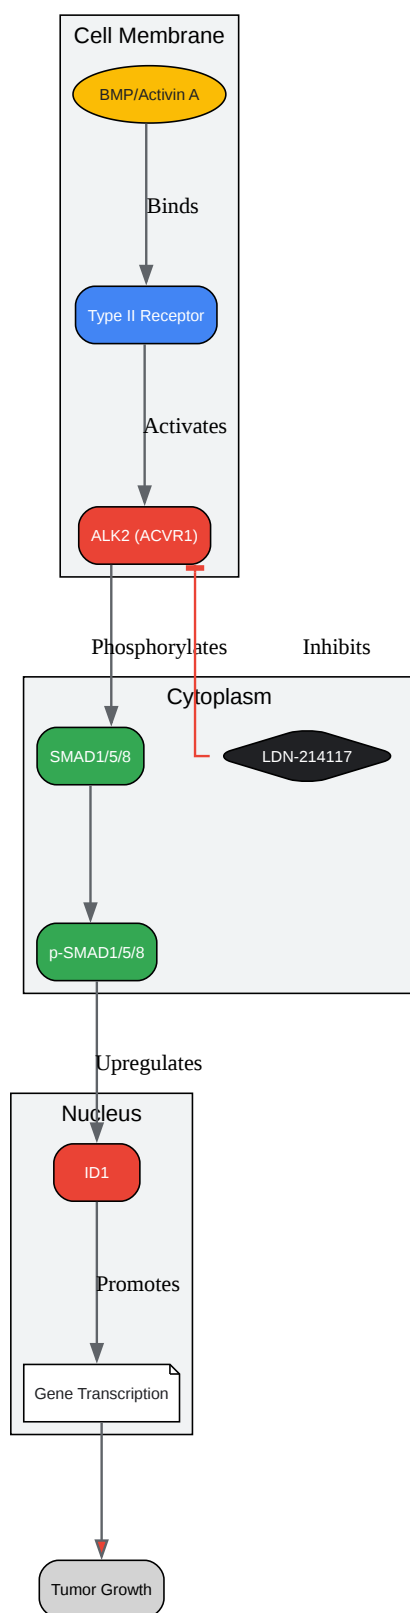 Cell Membrane
BMP/Activin A
Binds
Type II Receptor
Activates
ALK2 (ACVR1)
Phosphorylates
Inhibits
Cytoplasm
SMAD1/5/8
LDN-214117
p-SMAD1/5/8
Upregulates
Nucleus
ID1
Promotes
Gene Transcription
Tumor Growth